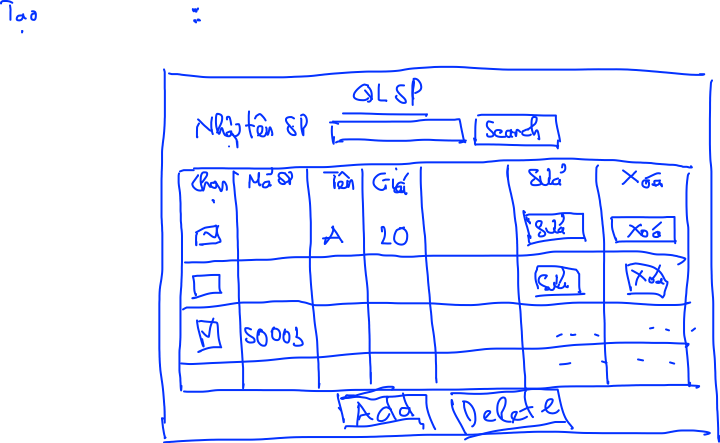 Tạo :
QLSP
Nhập tên SP Search
Chọn Mã SP Tên Giá Sửa Xóa
A 20 Sửa Xóa
Sửa Xóa
S0003
Add Delete